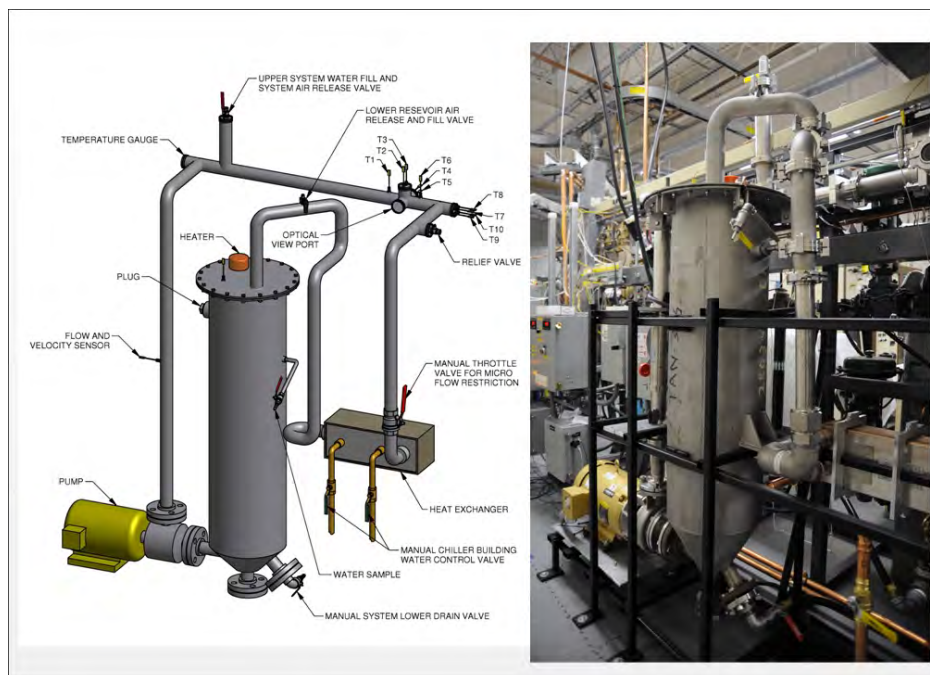 UPPER SYSTEM WATER FILL AND
SYSTEM AIR RELEASE VALVE
LOWER RESEVOIR AIR
RELEASE AND FILL VALVE
TEMPERATURE GAUGE
T3
T2
T1
T6
T4
T5
T8
T7
T10
T9
OPTICAL
VIEW PORT
HEATER
RELIEF VALVE
PLUG
FLOW AND
VELOCITY SENSOR
MANUAL THROTTLE
VALVE FOR MICRO
FLOW RESTRICTION
PUMP
HEAT EXCHANGER
MANUAL CHILLER BUILDING
WATER CONTROL VALVE
WATER SAMPLE
MANUAL SYSTEM LOWER DRAIN VALVE